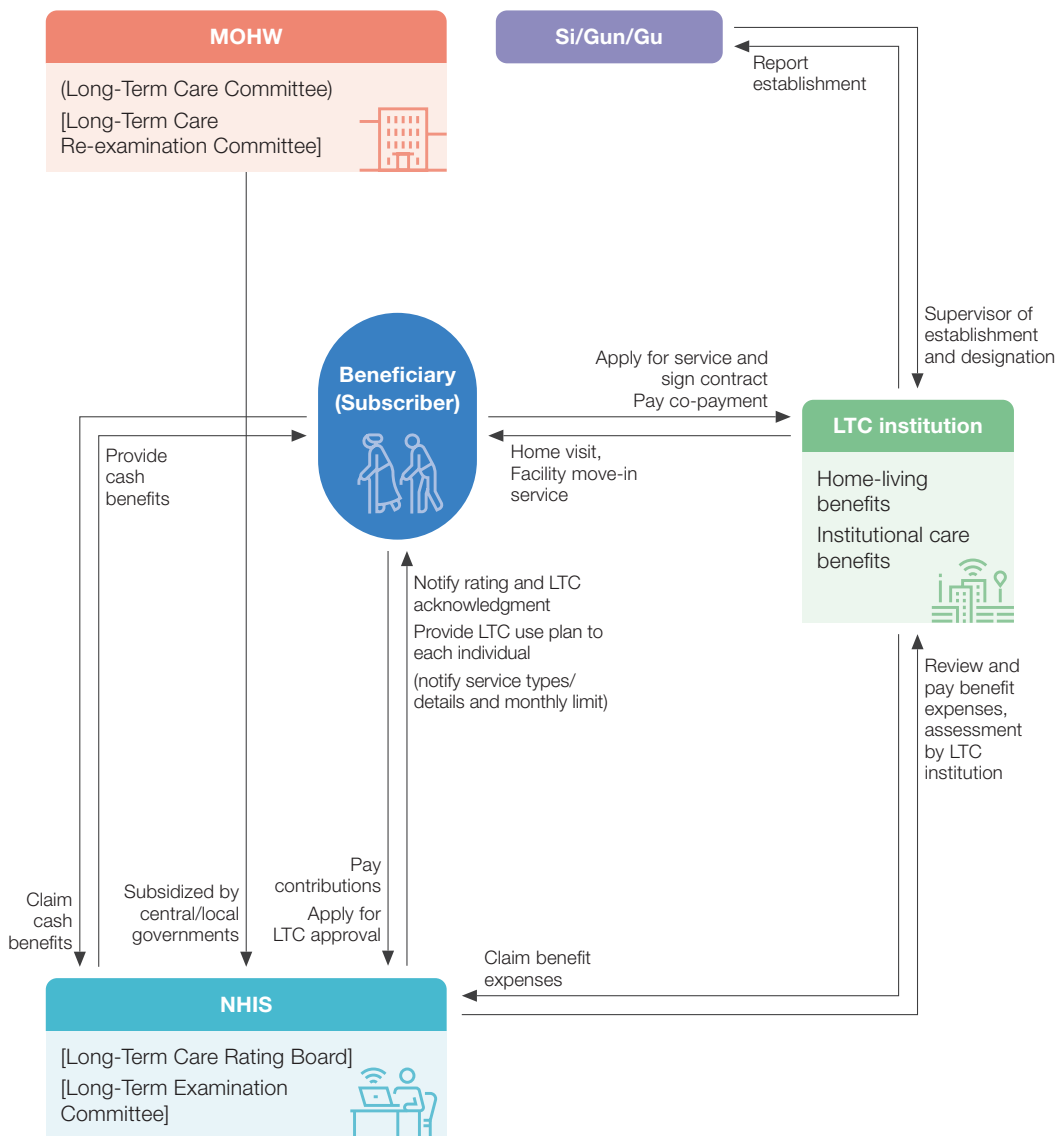 MOHW
(Long-Term Care Committee)
[Long-Term Care
Re-examination Committee]
Si/Gun/Gu
Report
establishment
Supervisor of
establishment
and designation
Beneficiary
(Subscriber)
Apply for service and
sign contract
Pay co-payment
Home visit,
Facility move-in
service
LTC institution
Home-living
benefits
Institutional care
benefits
Provide
cash
benefits
Notify rating and LTC
acknowledgment
Provide LTC use plan to
each individual
(notify service types/
details and monthly limit)
Review and
pay benefit
expenses,
assessment
by LTC
institution
Claim
cash
benefits
Subsidized by
central/local
governments
Pay
contributions
Apply for
LTC approval
Claim benefit
expenses
NHIS
[Long-Term Care Rating Board]
[Long-Term Examination
Committee]